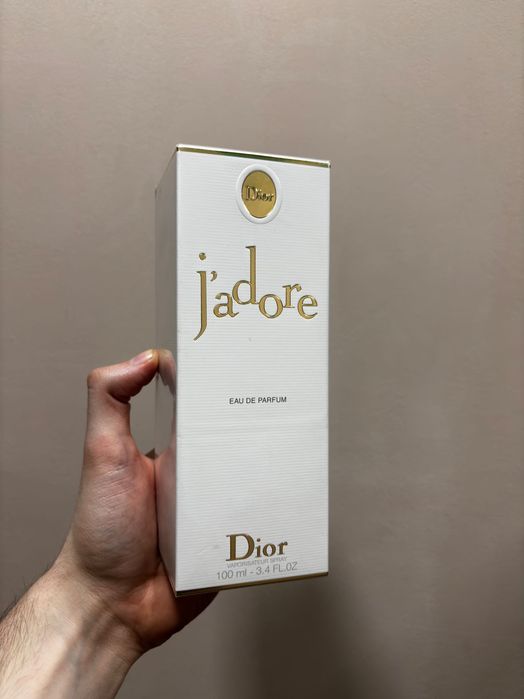 Dior
j'adore
EAU DE PARFUM
Dior
VAPORISATEUR SPRAY
100 ml - 3.4 FL.OZ